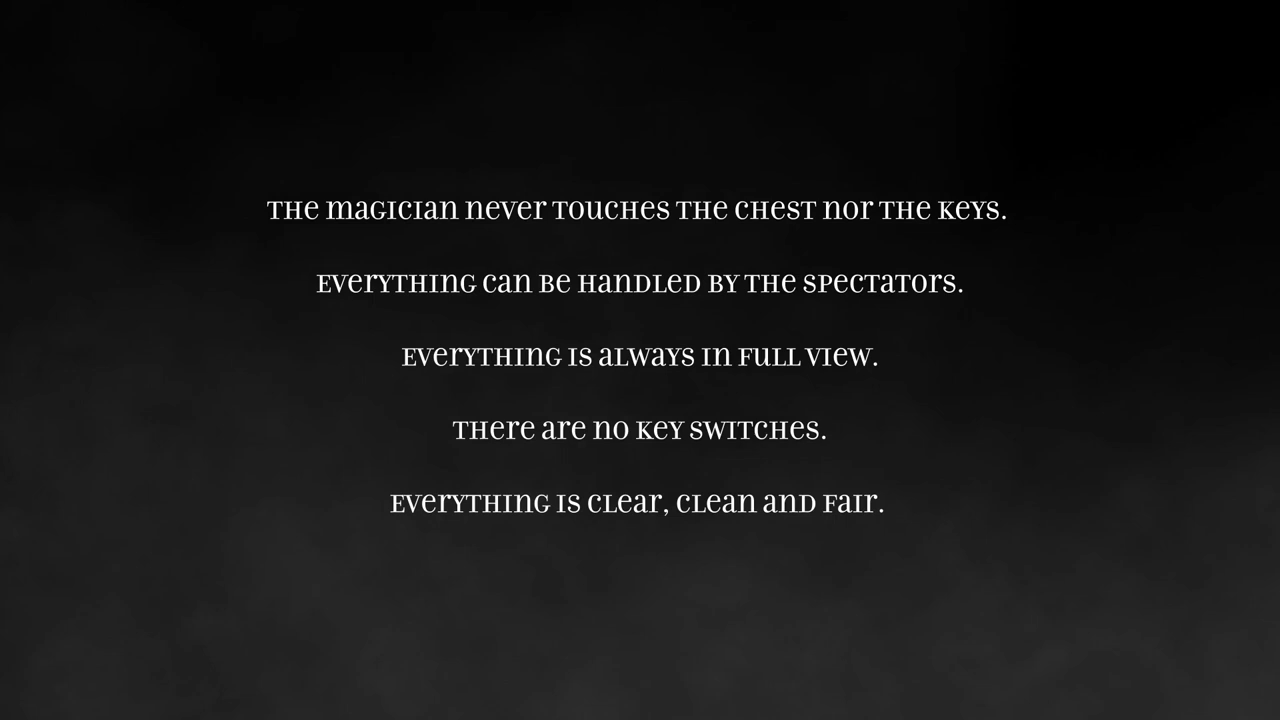 The magician never touches the chest nor the keys.
Everything can be handled by the spectators.
Everything is always in full view.
There are no key switches.
Everything is clear, clean and fair.